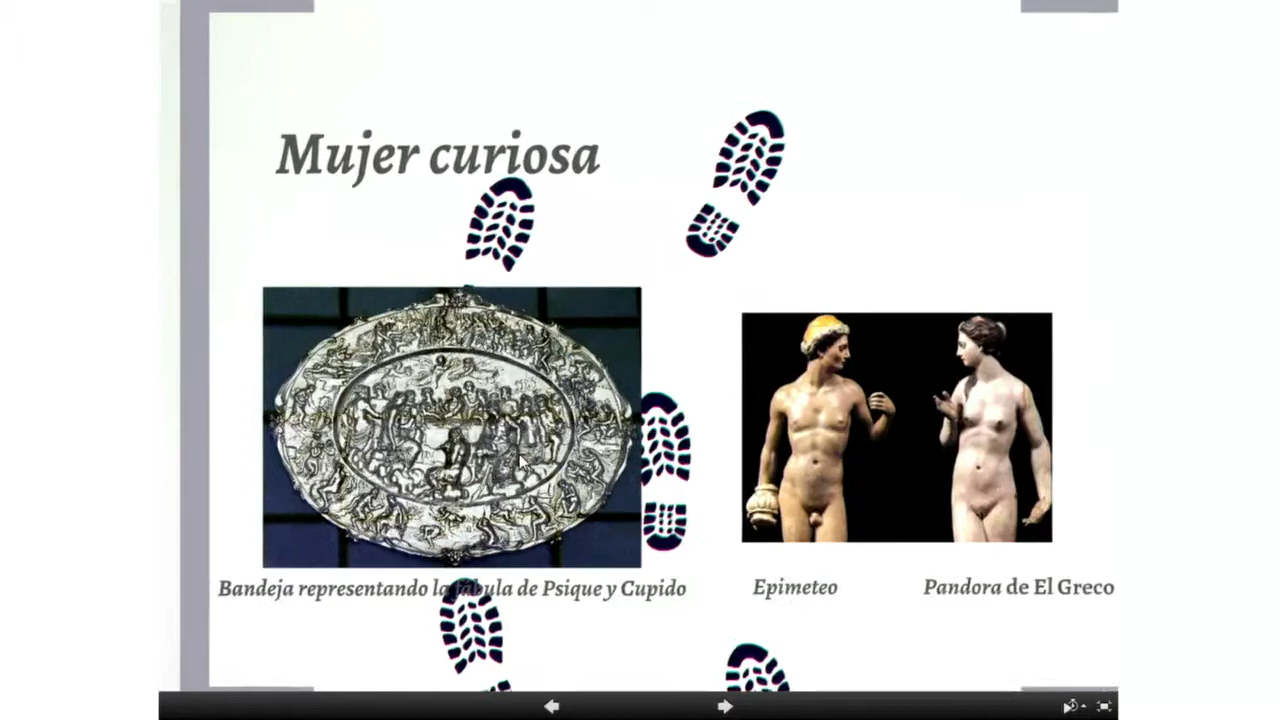 Mujer curiosa
Bandeja representando la fábula de Psique y Cupido
Epimeteo
Pandora de El Greco